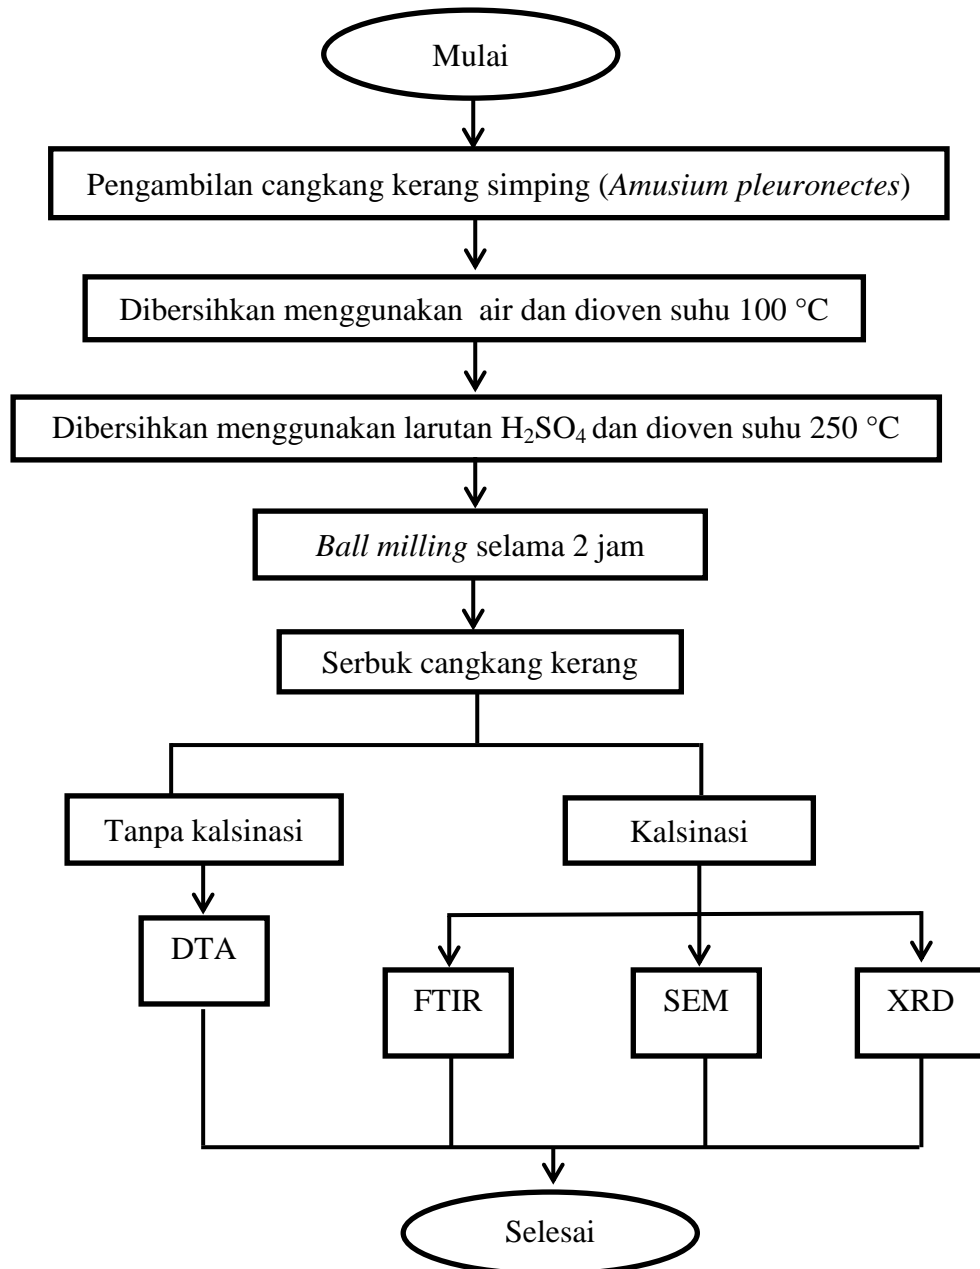 Mulai
Pengambilan cangkang kerang simping (Amusium pleuronectes)
Dibersihkan menggunakan air dan dioven suhu 100 °C
Dibersihkan menggunakan larutan H₂SO₄ dan dioven suhu 250 °C
Ball milling selama 2 jam
Serbuk cangkang kerang
Tanpa kalsinasi
Kalsinasi
DTA
FTIR
SEM
XRD
Selesai